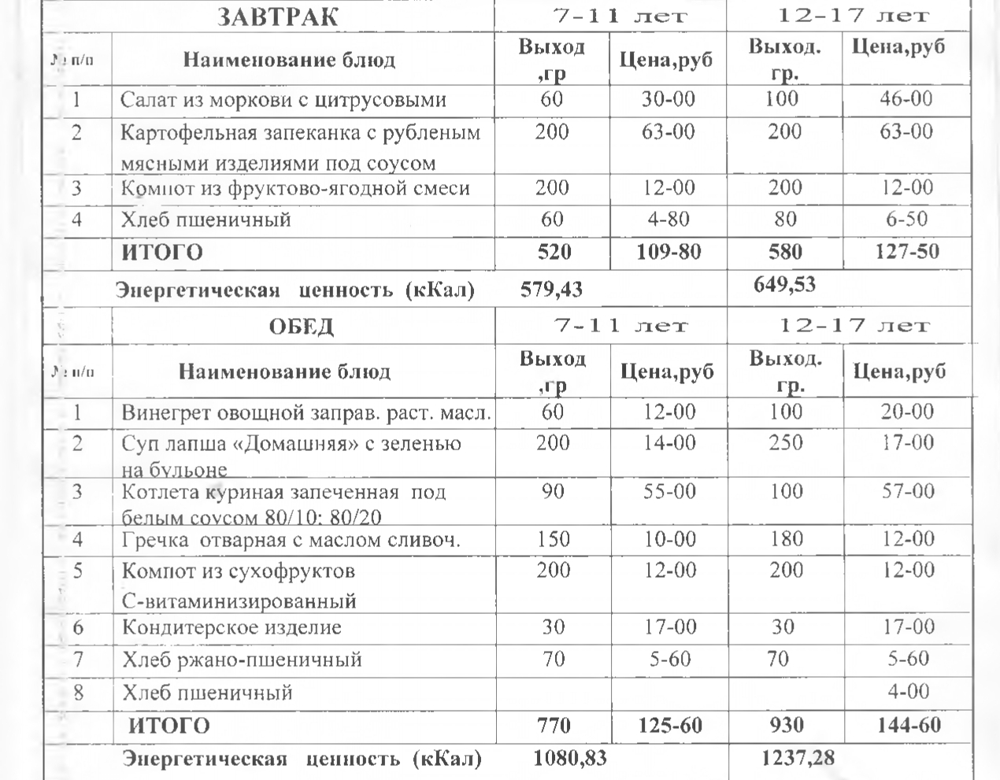 ЗАВТРАК 7-11 лет 12-17 лет
№ п/п Наименование блюд Выход ,гр Цена,руб Выход. гр. Цена,руб
1 Салат из моркови с цитрусовыми 60 30-00 100 46-00
2 Картофельная запеканка с рубленым 200 63-00 200 63-00
мясными изделиями под соусом
3 Компот из фруктово-ягодной смеси 200 12-00 200 12-00
4 Хлеб пшеничный 60 4-80 80 6-50
ИТОГО 520 109-80 580 127-50
Энергетическая ценность (кКал) 579,43 649,53
ОБЕД 7-11 лет 12-17 лет
№ п/п Наименование блюд Выход ,гр Цена,руб Выход. гр. Цена,руб
1 Винегрет овощной заправ. раст. масл. 60 12-00 100 20-00
2 Суп лапша «Домашняя» с зеленью 200 14-00 250 17-00
на бульоне
3 Котлета куриная запеченная под 90 55-00 100 57-00
белым соусом 80/10; 80/20
4 Гречка отварная с маслом сливоч. 150 10-00 180 12-00
5 Компот из сухофруктов 200 12-00 200 12-00
С-витаминизированный
6 Кондитерское изделие 30 17-00 30 17-00
7 Хлеб ржано-пшеничный 70 5-60 70 5-60
8 Хлеб пшеничный 4-00
ИТОГО 770 125-60 930 144-60
Энергетическая ценность (кКал) 1080,83 1237,28